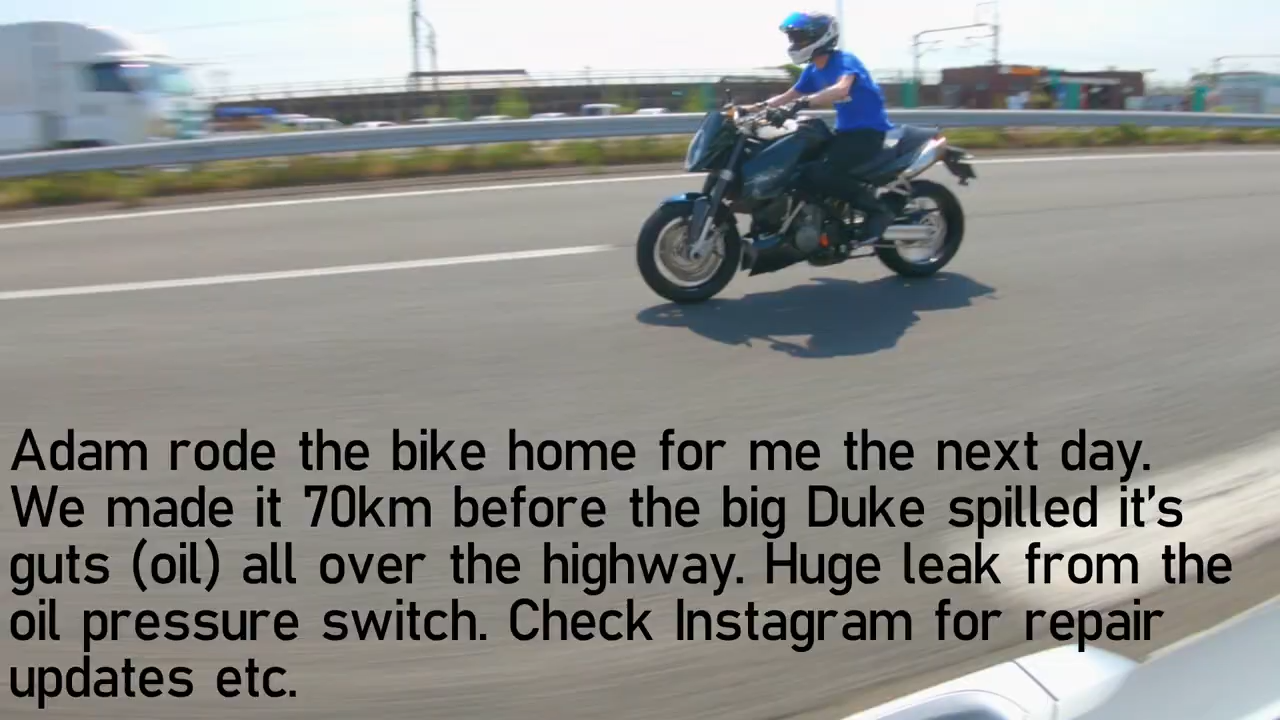 Adam rode the bike home for me the next day.
We made it 70km before the big Duke spilled it's
guts (oil) all over the highway. Huge leak from the
oil pressure switch. Check Instagram for repair
updates etc.